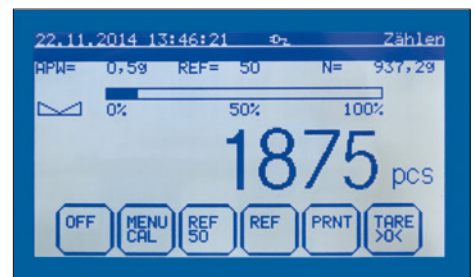 22.11.2014 13:46:21 Zählen
APW= 0,5g REF= 50 N= 937,2g
0% 50% 100%
1875 pcs
OFF MENU CAL REF 50 REF PRNT TARE >0<